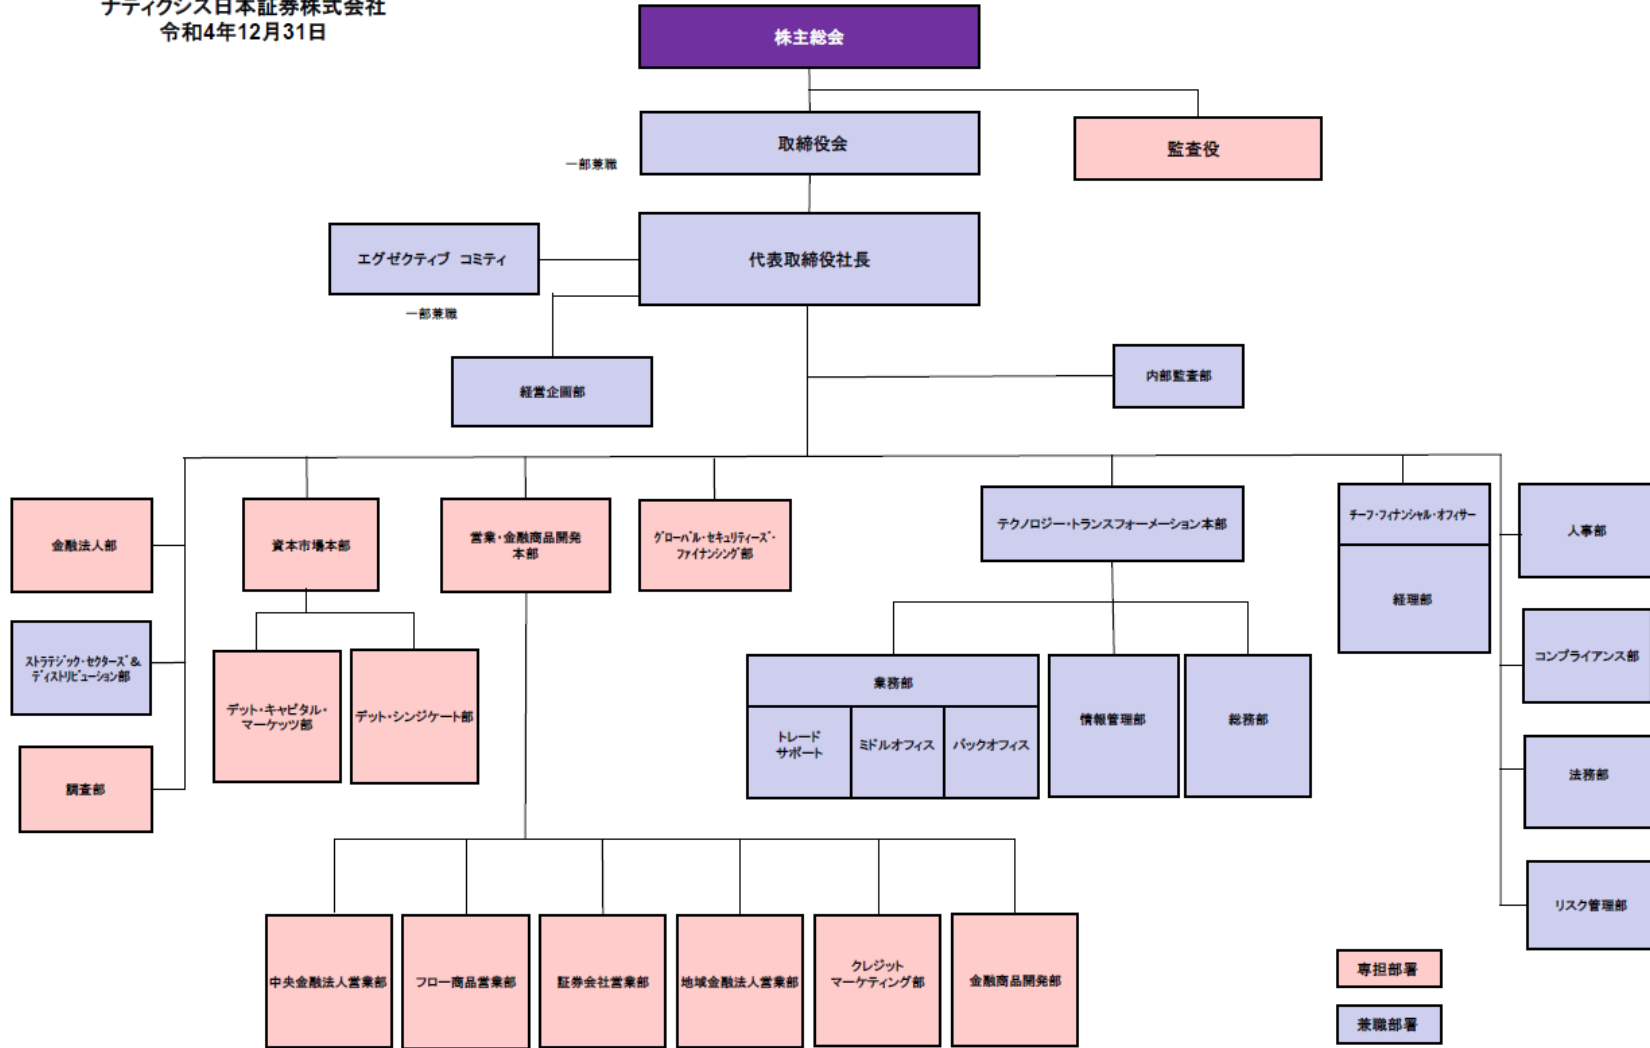 ナティクシス日本証券株式会社
令和4年12月31日
株主総会
取締役会
監査役
一部兼職
エグゼクティブ コミティ
代表取締役社長
一部兼職
経営企画部
内部監査部
金融法人部
資本市場本部
営業・金融商品開発
本部
グローバル・セキュリティーズ・
ファイナンシング部
テクノロジー・トランスフォーメーション本部
チーフ・フィナンシャル・オフィサー
経理部
人事部
ストラテジック・セクターズ&
ディストリビューション部
コンプライアンス部
デット・キャピタル・
マーケッツ部
デット・シンジケート部
業務部
トレード
サポート
ミドルオフィス
バックオフィス
情報管理部
総務部
調査部
法務部
リスク管理部
中央金融法人営業部
フロー商品営業部
証券会社営業部
地域金融法人営業部
クレジット
マーケティング部
金融商品開発部
専担部署
兼職部署